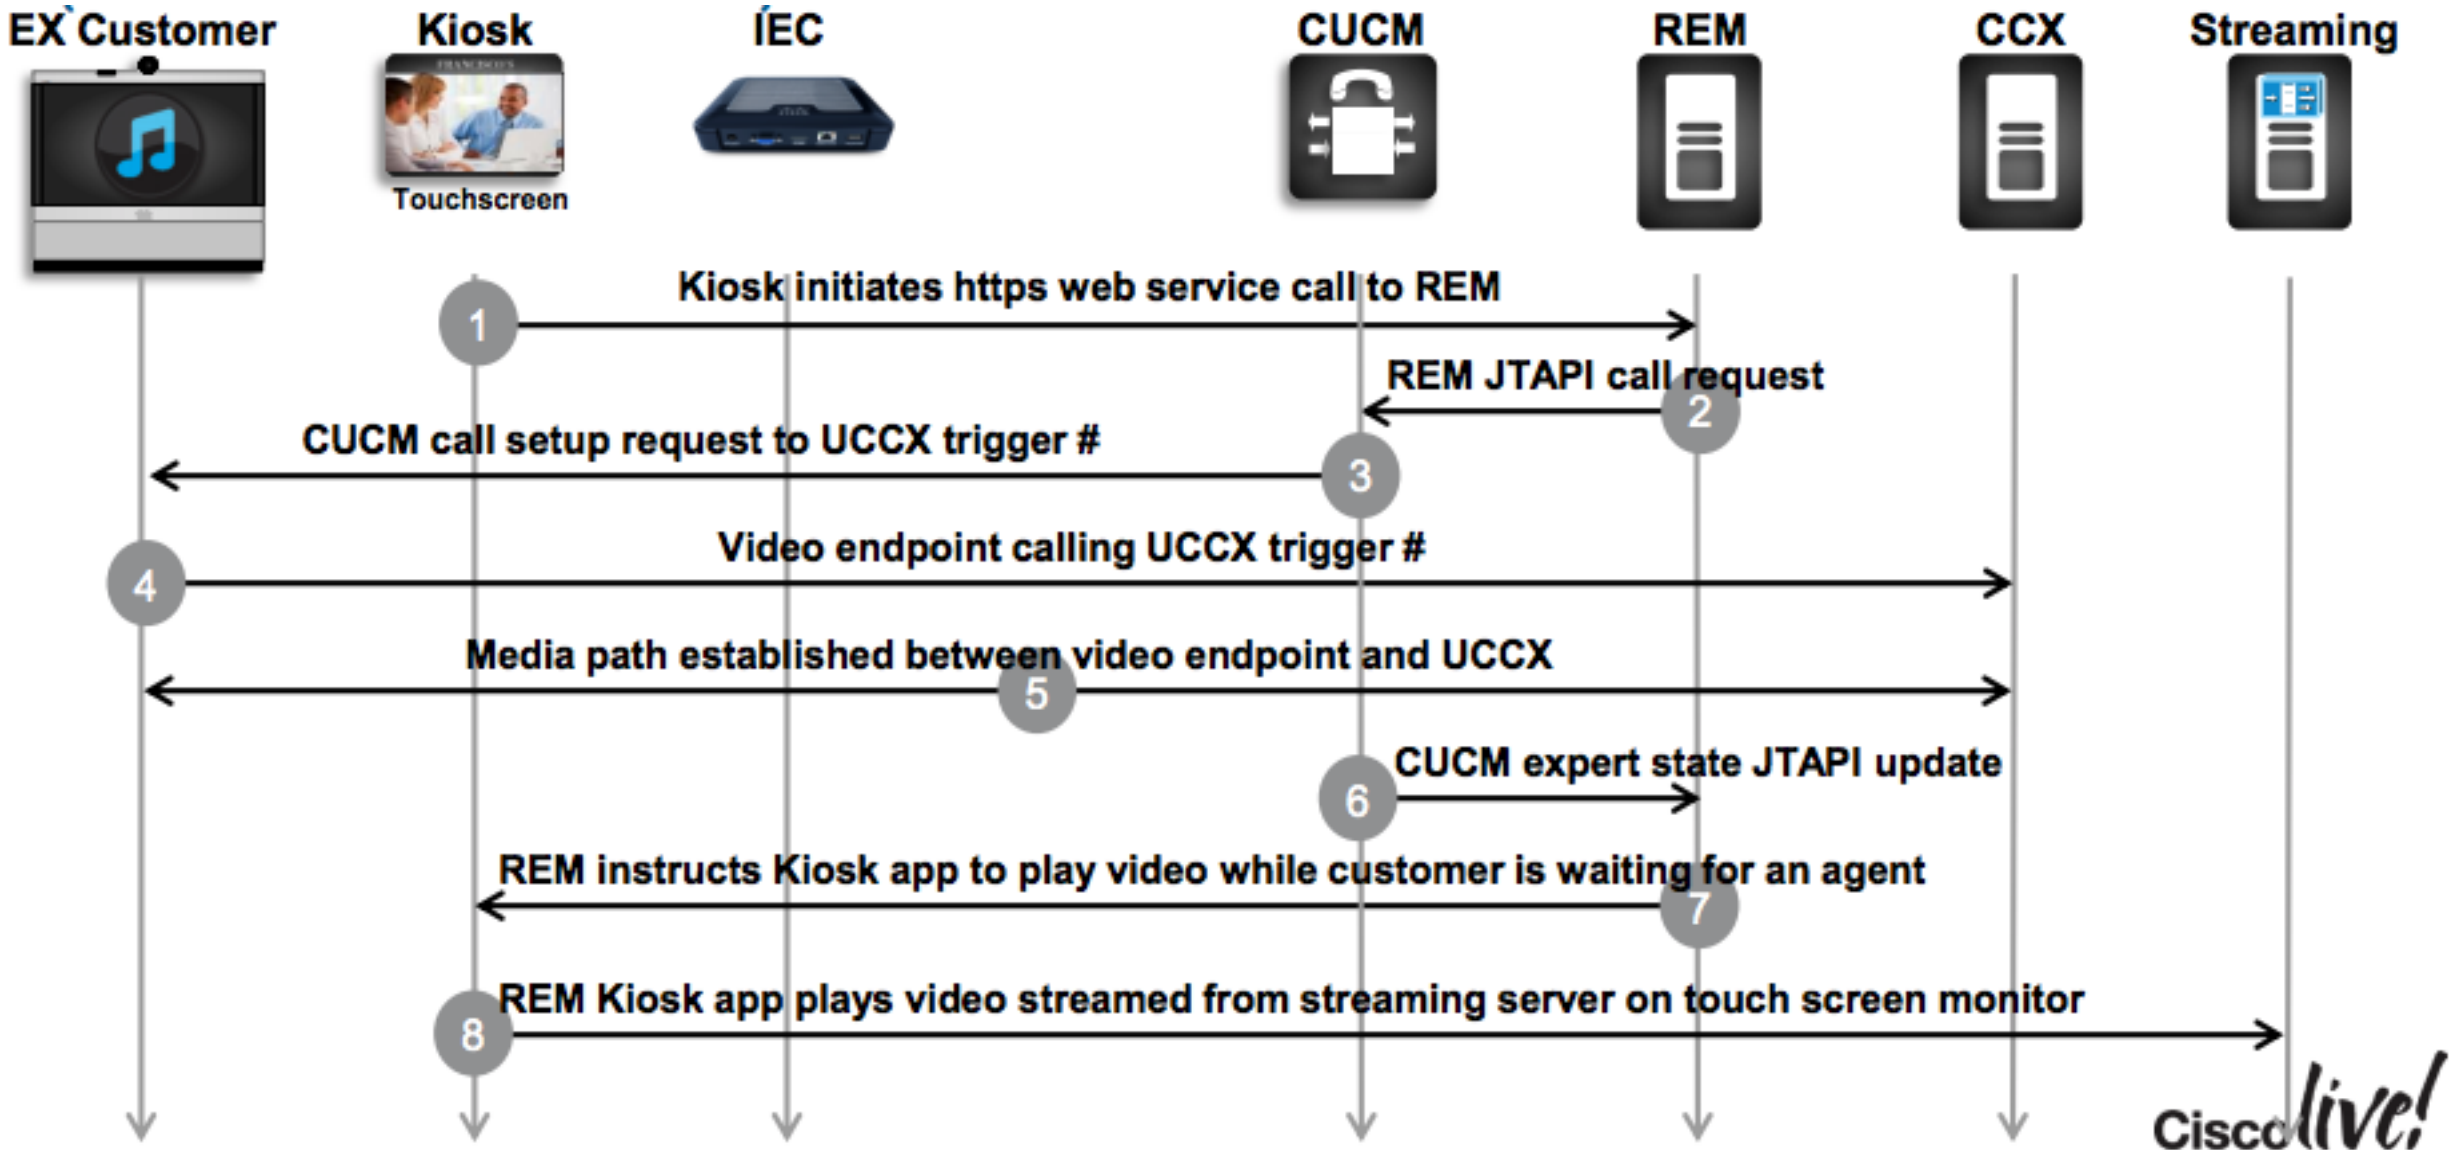 EX Customer
Kiosk
IEC
CUCM
REM
CCX
Streaming
FRANCISCO'S
Touchscreen
Kiosk initiates https web service call to REM
1
REM JTAPI call request
2
CUCM call setup request to UCCX trigger #
3
Video endpoint calling UCCX trigger #
4
Media path established between video endpoint and UCCX
5
CUCM expert state JTAPI update
6
REM instructs Kiosk app to play video while customer is waiting for an agent
7
REM Kiosk app plays video streamed from streaming server on touch screen monitor
8
Cisco live!